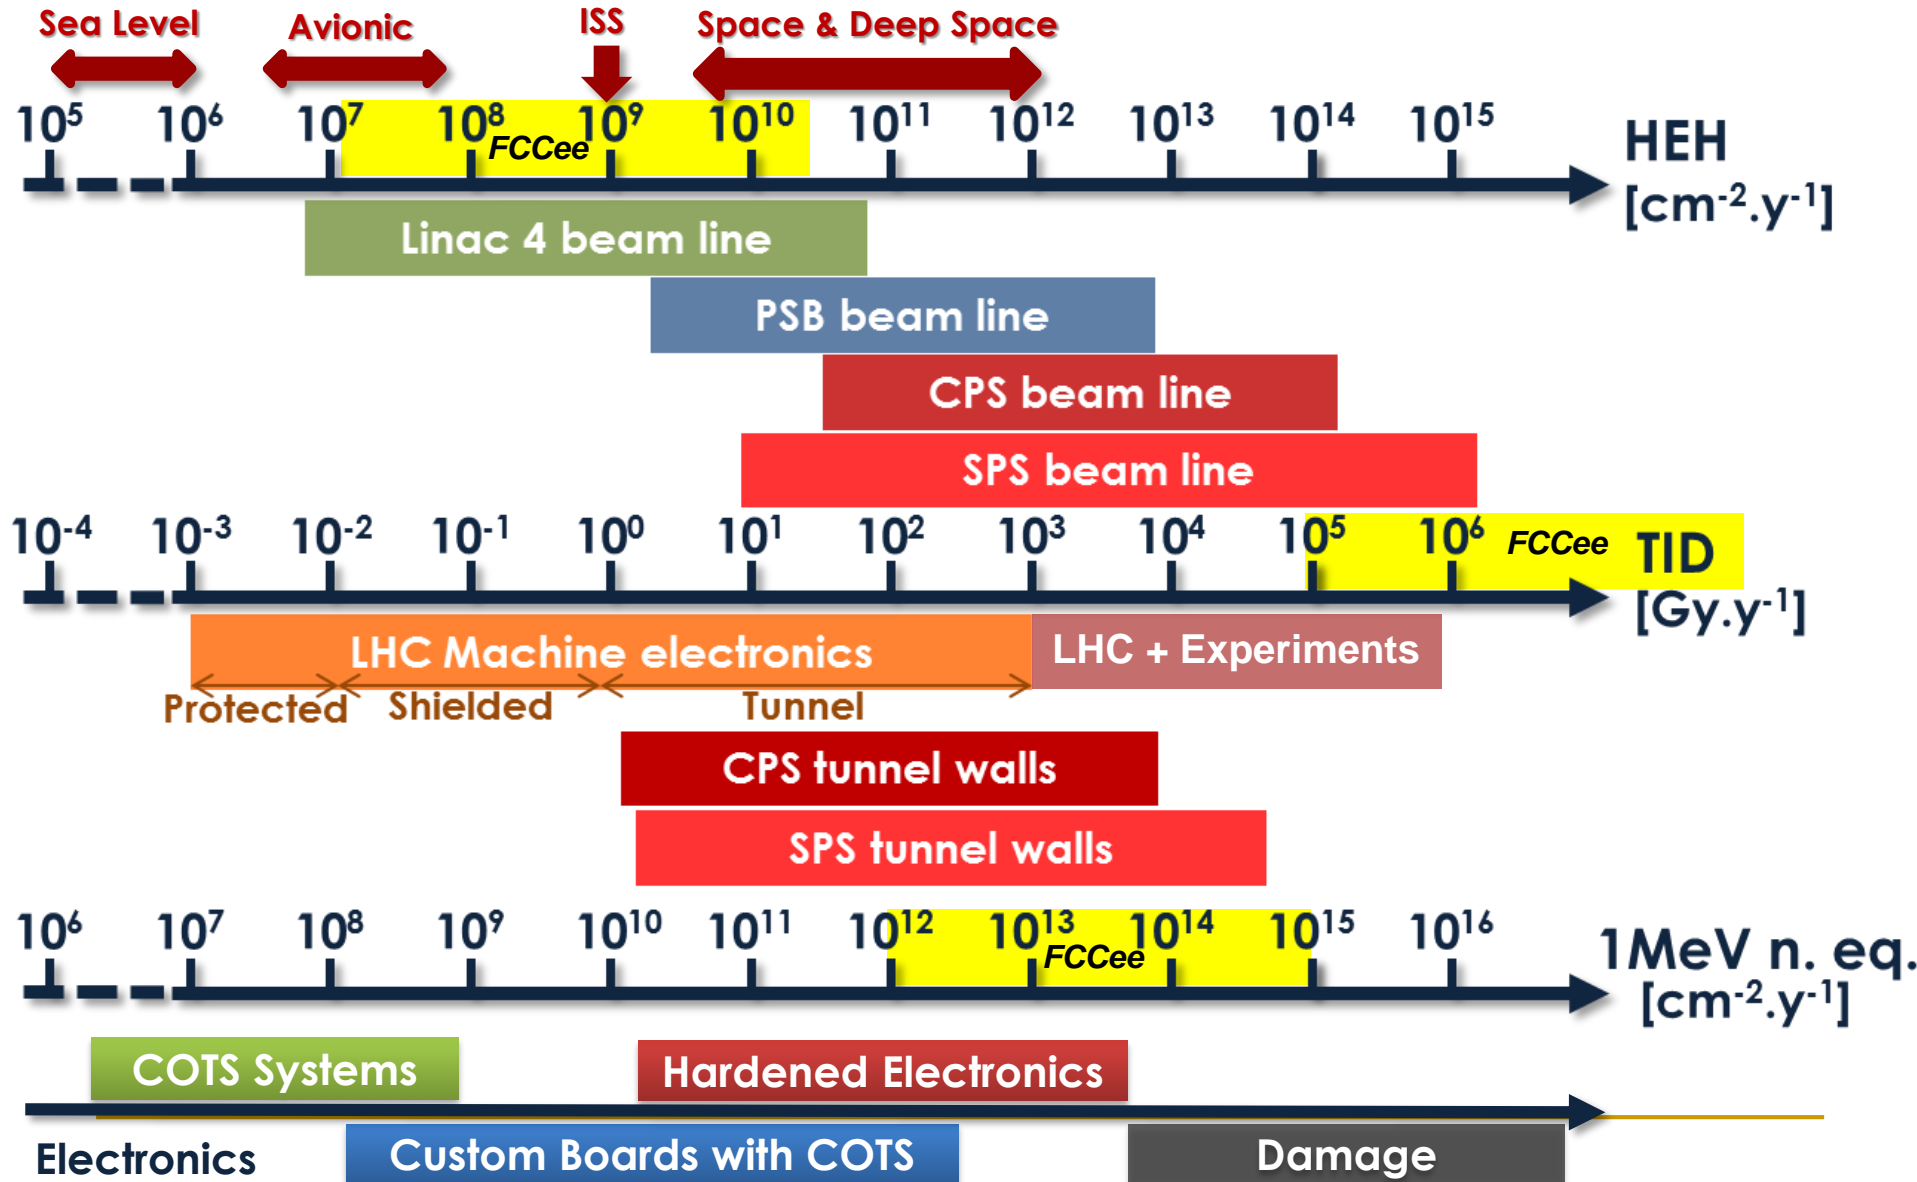 Sea Level Avionic ISS Space & Deep Space
10⁵ 10⁶ 10⁷ 10⁸ 10⁹ 10¹⁰ 10¹¹ 10¹² 10¹³ 10¹⁴ 10¹⁵ HEH
FCCee
[cm⁻².y⁻¹]
Linac 4 beam line
PSB beam line
CPS beam line
SPS beam line
10⁻⁴ 10⁻³ 10⁻² 10⁻¹ 10⁰ 10¹ 10² 10³ 10⁴ 10⁵ 10⁶ FCCee TID
[Gy.y⁻¹]
LHC Machine electronics LHC + Experiments
Protected Shielded Tunnel
CPS tunnel walls
SPS tunnel walls
10⁶ 10⁷ 10⁸ 10⁹ 10¹⁰ 10¹¹ 10¹² 10¹³ 10¹⁴ 10¹⁵ 10¹⁶ 1MeV n. eq.
FCCee
[cm⁻².y⁻¹]
COTS Systems Hardened Electronics
Electronics Custom Boards with COTS Damage